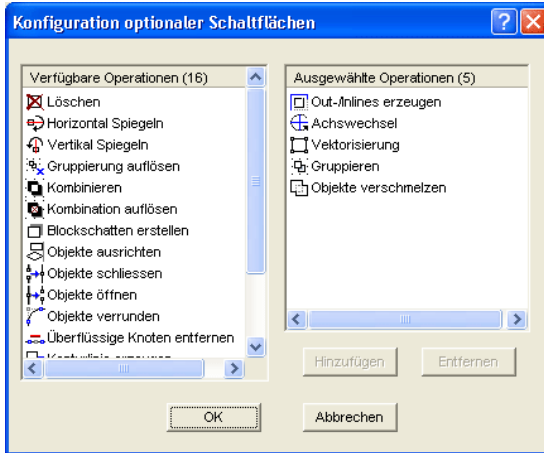 Konfiguration optionaler Schaltflächen
Verfügbare Operationen (16)
Löschen
Horizontal Spiegeln
Vertikal Spiegeln
Gruppierung auflösen
Kombinieren
Kombination auflösen
Blockschatten erstellen
Objekte ausrichten
Objekte schliessen
Objekte öffnen
Objekte verrunden
Überflüssige Knoten entfernen
Konturlinie erzeugen
Ausgewählte Operationen (5)
Out-/Inlines erzeugen
Achswechsel
Vektorisierung
Gruppieren
Objekte verschmelzen
Hinzufügen
Entfernen
OK
Abbrechen